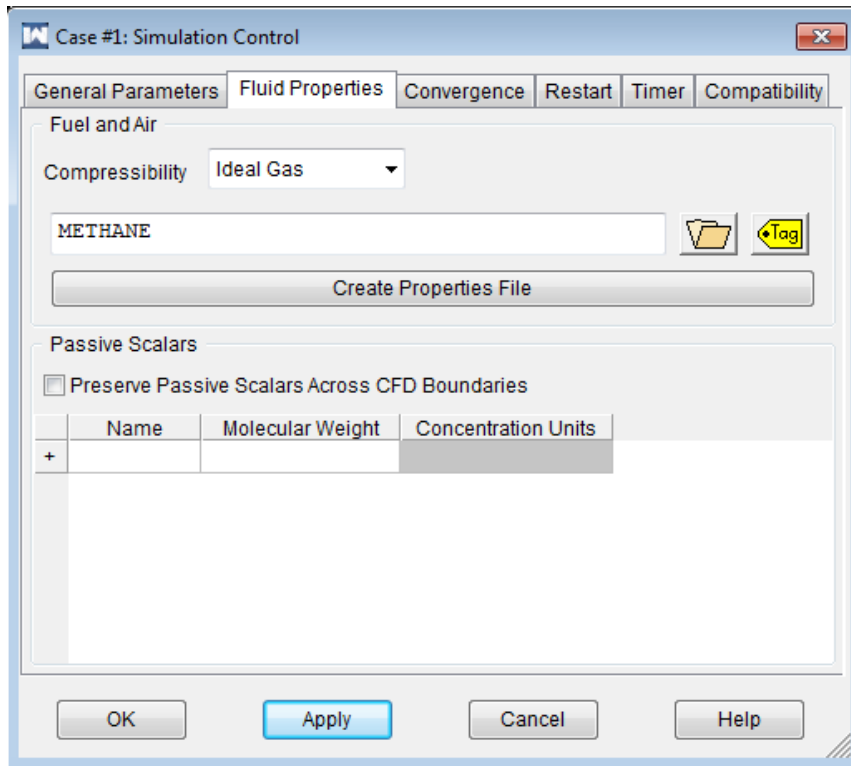 Case #1: Simulation Control
General Parameters Fluid Properties Convergence Restart Timer Compatibility
Fuel and Air
Compressibility Ideal Gas
METHANE Tag
Create Properties File
Passive Scalars
Preserve Passive Scalars Across CFD Boundaries
Name Molecular Weight Concentration Units
+
OK Apply Cancel Help